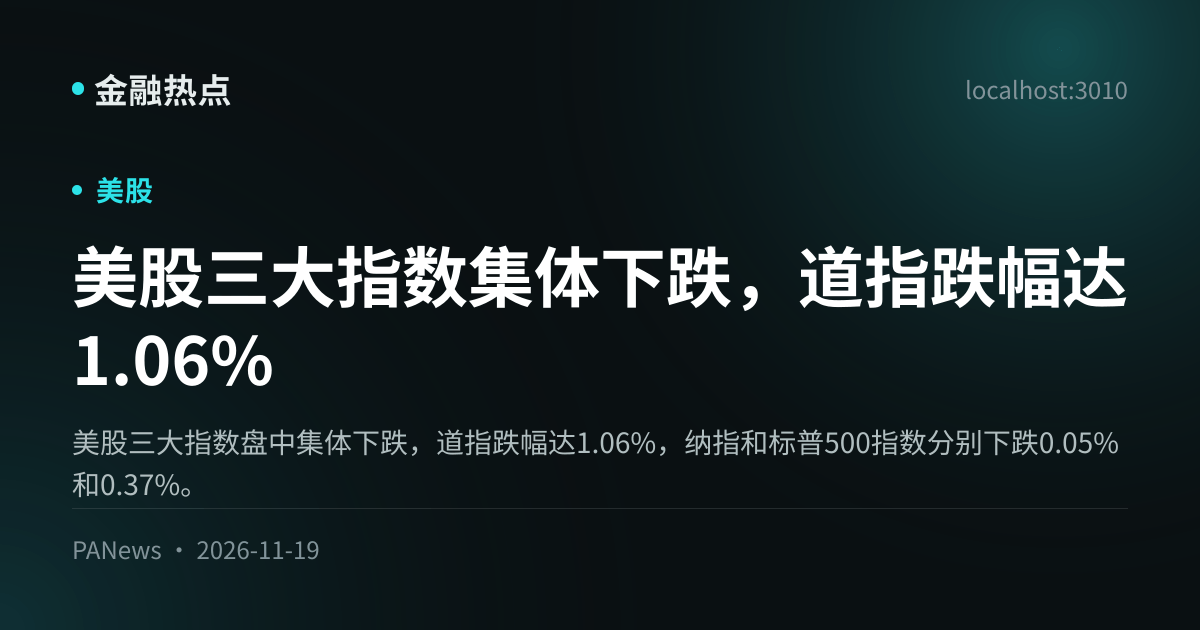 金融热点
localhost:3010
美股
美股三大指数集体下跌，道指跌幅达
1.06%
美股三大指数盘中集体下跌，道指跌幅达1.06%，纳指和标普500指数分别下跌0.05%
和0.37%。
PANews · 2026-11-19